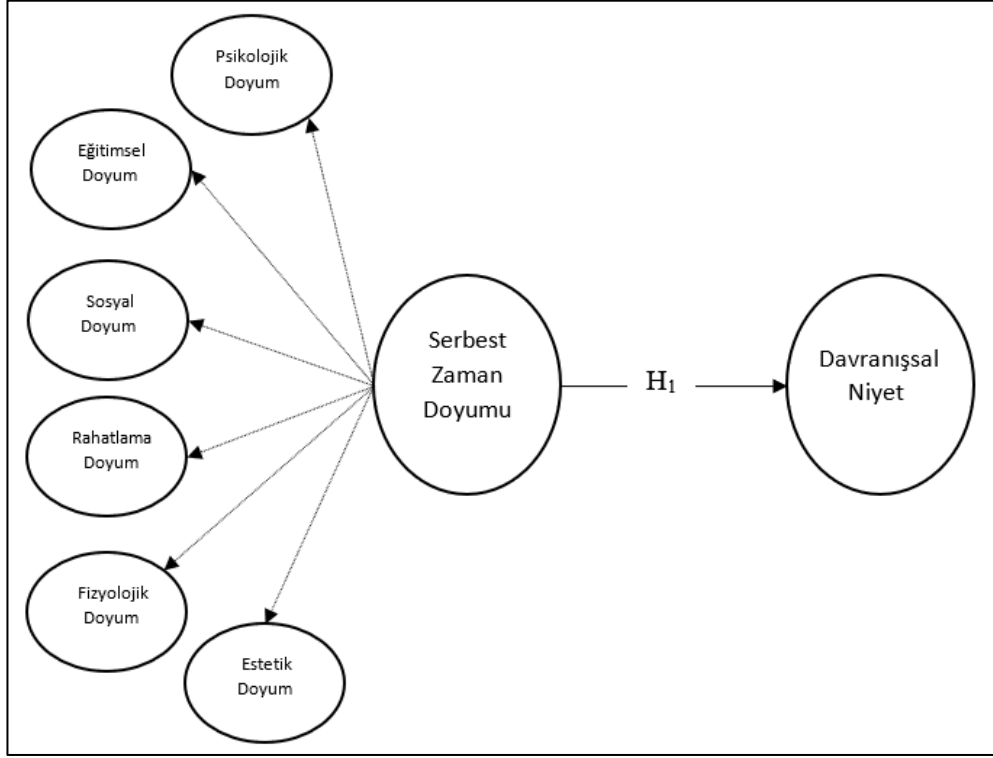 Psikolojik
Doyum
Eğitimsel
Doyum
Sosyal
Doyum
Rahatlama
Doyum
Fizyolojik
Doyum
Estetik
Doyum
Serbest
Zaman
Doyumu
H₁
Davranışsal
Niyet